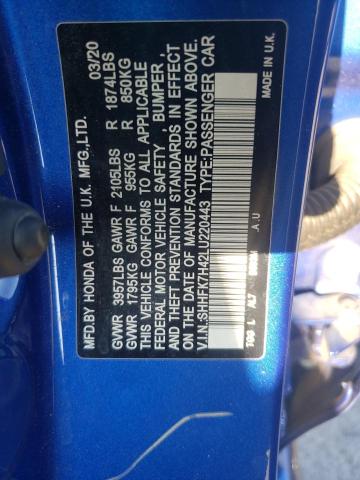 MFD.BY HONDA OF THE U.K. MFG.,LTD. 03/20
GVWR 3957LBS GAWR F 2105LBS R 1874LBS
GVWR 1795KG GAWR F 955KG R 850KG
THIS VEHICLE CONFORMS TO ALL APPLICABLE
FEDERAL MOTOR VEHICLE SAFETY , BUMPER ,
AND THEFT PREVENTION STANDARDS IN EFFECT
ON THE DATE OF MANUFACTURE SHOWN ABOVE.
V.I.N.:SHHFK7H42LU220443 TYPE:PASSENGER CAR
A : U MADE IN U.K.